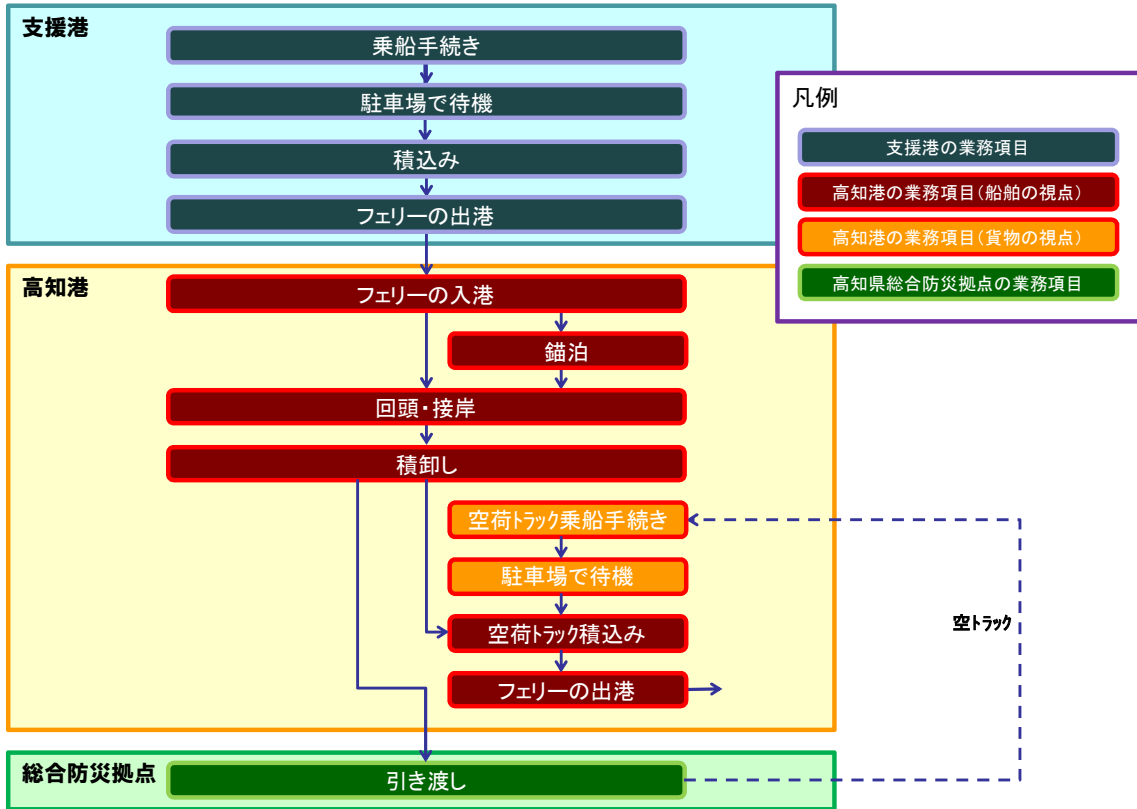 支援港
乗船手続き
駐車場で待機
積込み
フェリーの出港
凡例
支援港の業務項目
高知港の業務項目(船舶の視点)
高知港の業務項目(貨物の視点)
高知県総合防災拠点の業務項目
高知港
フェリーの入港
錨泊
回頭・接岸
積卸し
空荷トラック乗船手続き
駐車場で待機
空荷トラック積込み
フェリーの出港
空トラック
総合防災拠点
引き渡し